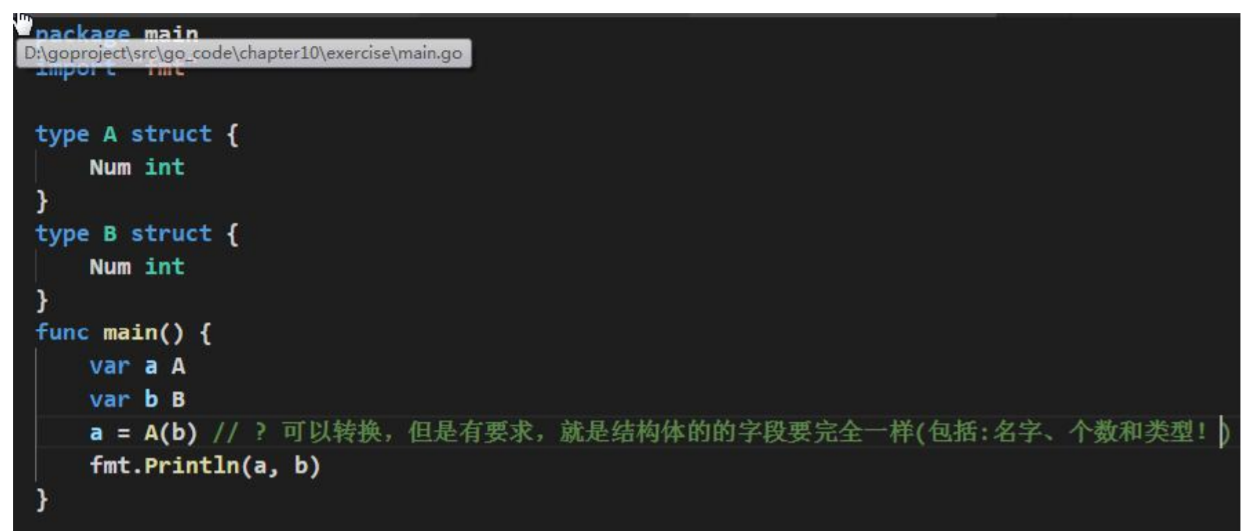 package main
D:\goproject\src\go_code\chapter10\exercise\main.go
import "fmt"
type A struct {
Num int
}
type B struct {
Num int
}
func main() {
var a A
var b B
a = A(b) // ? 可以转换，但是有要求，就是结构体的的字段要完全一样(包括:名字、个数和类型！)
fmt.Println(a, b)
}